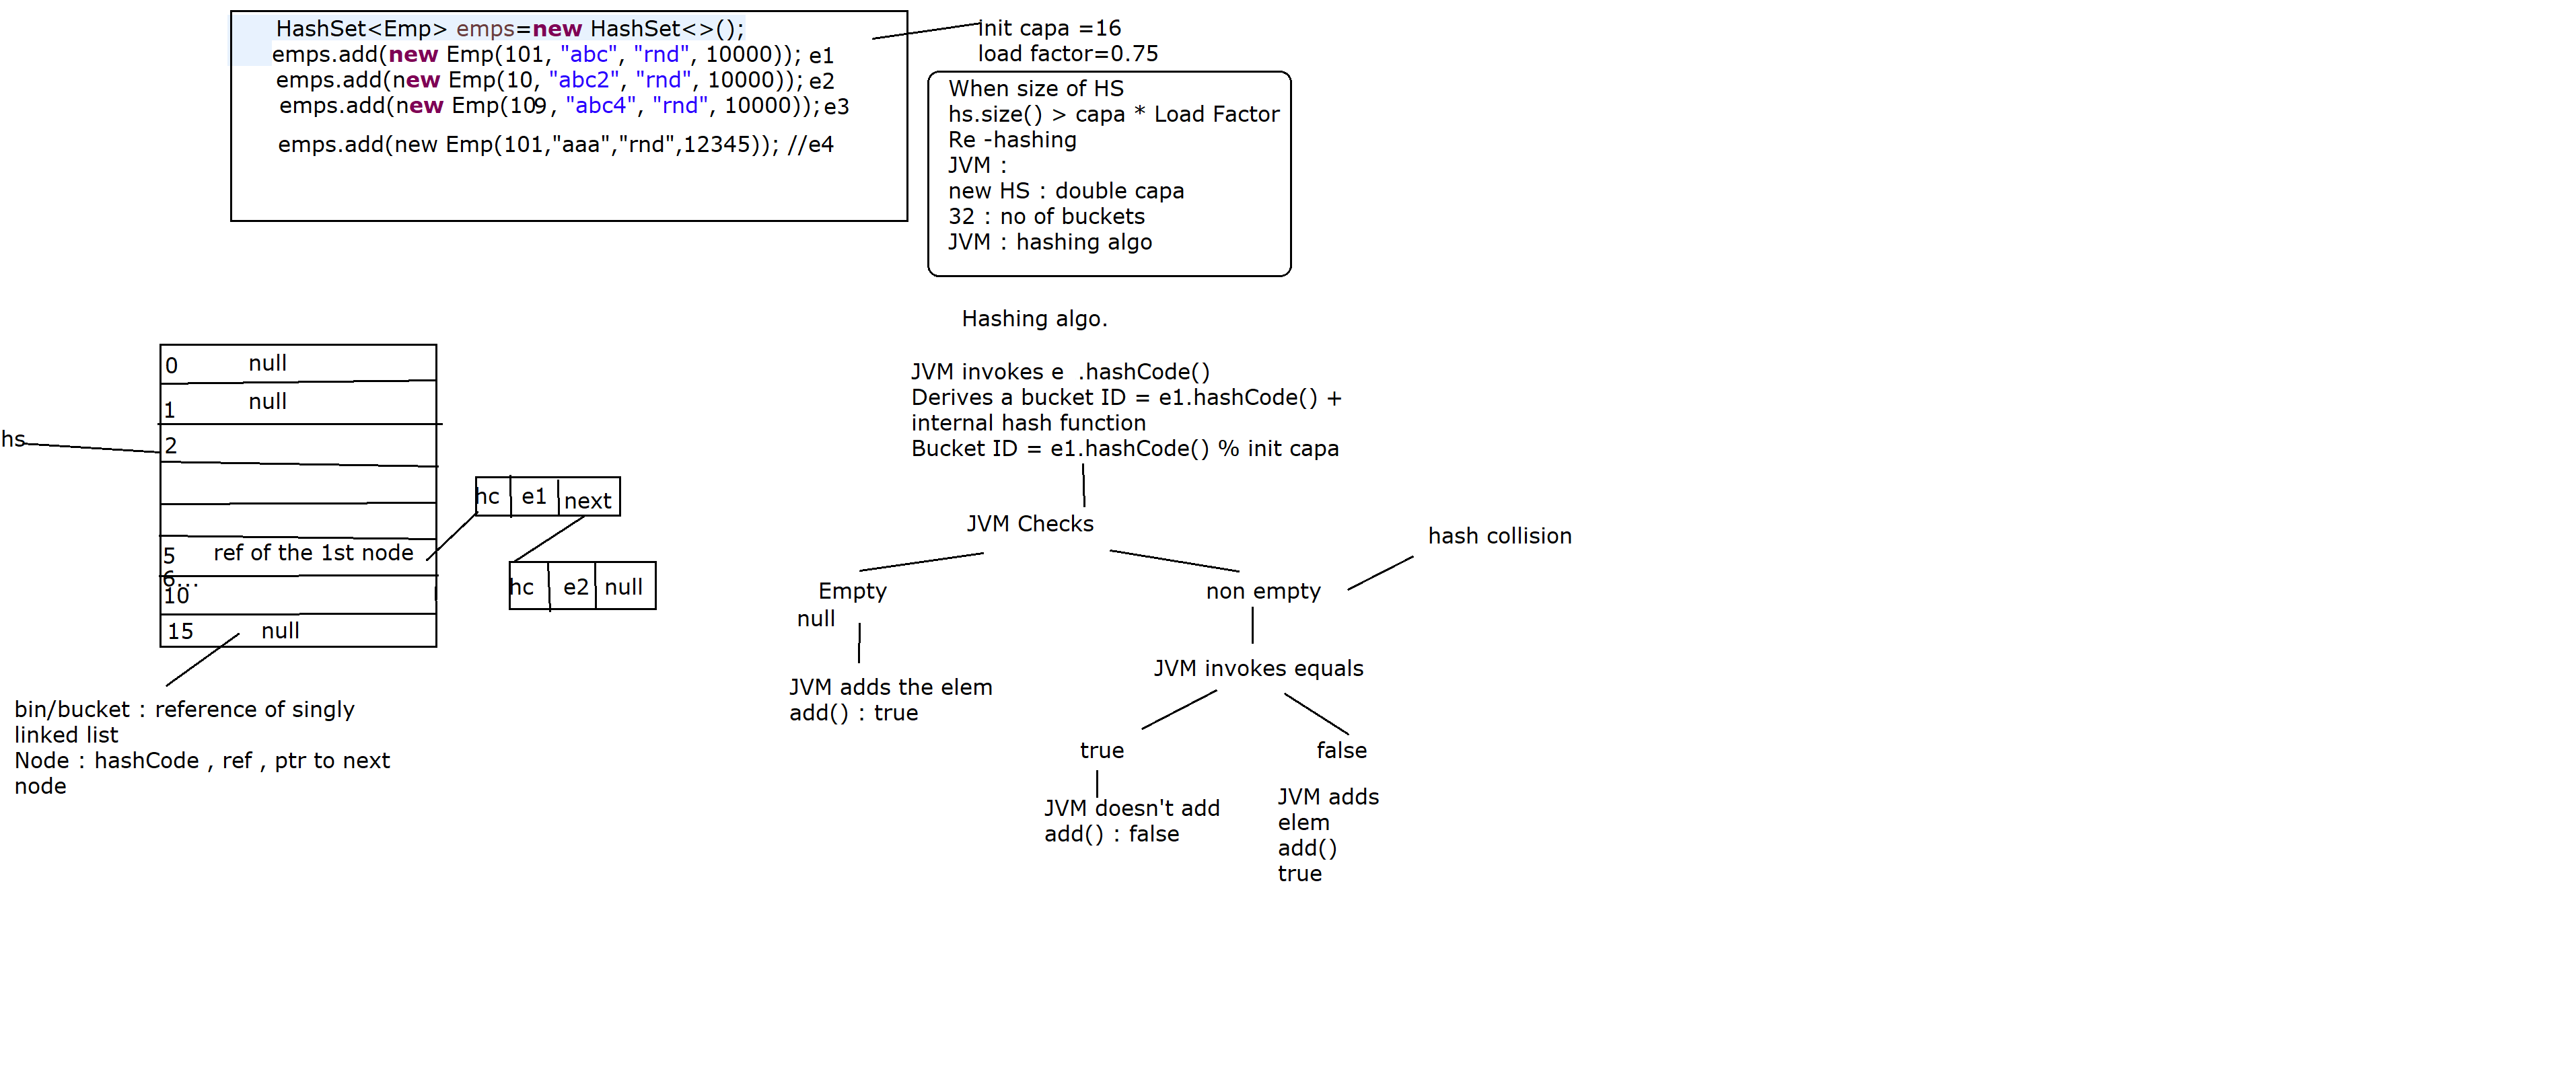 HashSet<Emp> emps=new HashSet<>();
emps.add(new Emp(101, "abc", "rnd", 10000)); e1
emps.add(new Emp(10, "abc2", "rnd", 10000)); e2
emps.add(new Emp(109, "abc4", "rnd", 10000)); e3
emps.add(new Emp(101,"aaa","rnd",12345)); //e4
Init capa =16
load factor=0.75
When size of HS
hs.size() > capa * Load Factor
Re -hashing
JVM :
new HS : double capa
32 : no of buckets
JVM : hashing algo
Hashing algo.
JVM invokes e .hashCode()
Derives a bucket ID = e1.hashCode() +
internal hash function
Bucket ID = e1.hashCode() % init capa
JVM Checks
hash collision
Empty
null
non empty
JVM adds the elem
add() : true
JVM invokes equals
true
false
JVM doesn't add
add() : false
JVM adds
elem
add()
true
hs
0 null
1 null
2
5 ref of the 1st node
6...
10
15 null
hc e1 next
hc e2 null
bin/bucket : reference of singly
linked list
Node : hashCode , ref , ptr to next
node